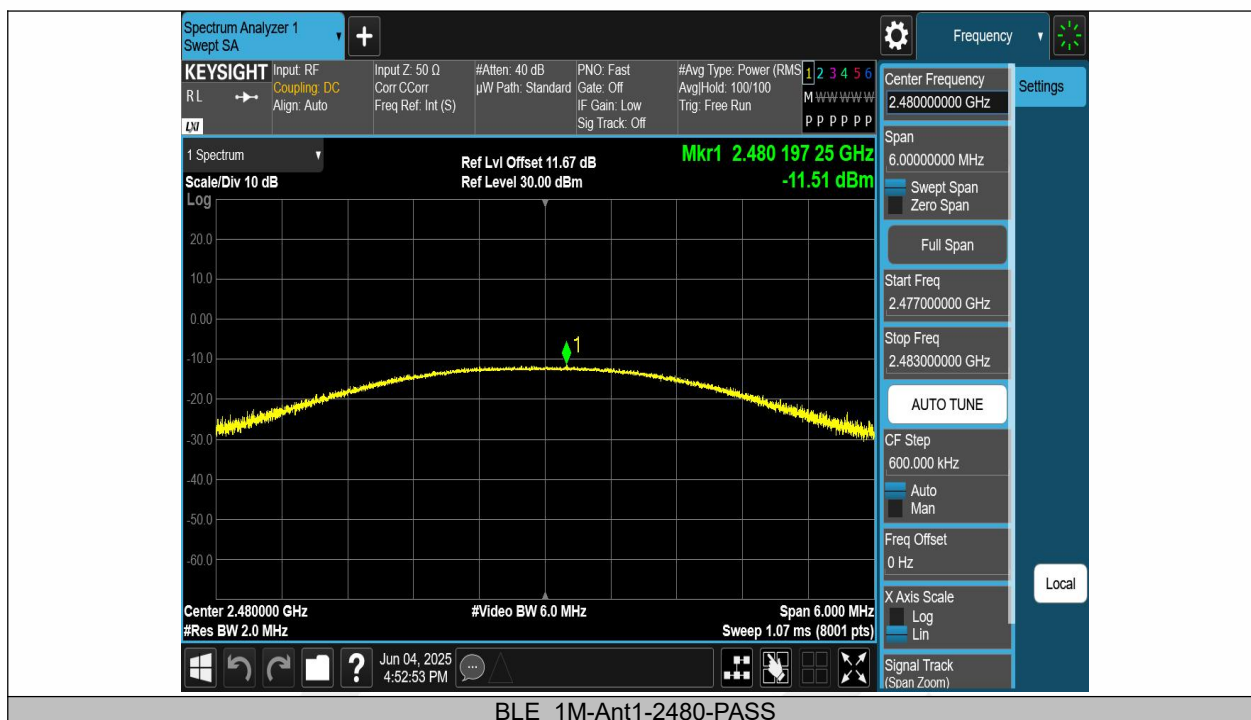 Spectrum Analyzer 1
Swept SA
+
Frequency
KEYSIGHT
RL
LXI
Input: RF
Coupling: DC
Align: Auto
Input Z: 50 Ω
Corr CCorr
Freq Ref: Int (S)
#Atten: 40 dB
µW Path: Standard
PNO: Fast
Gate: Off
IF Gain: Low
Sig Track: Off
#Avg Type: Power (RMS
Avg|Hold: 100/100
Trig: Free Run
1 2 3 4 5 6
M W W W W W
P P P P P P
1 Spectrum
Scale/Div 10 dB
Log
Ref Lvl Offset 11.67 dB
Ref Level 30.00 dBm
Mkr1 2.480 197 25 GHz
-11.51 dBm
20.0
10.0
0.00
-10.0
-20.0
-30.0
-40.0
-50.0
-60.0
1
Center 2.480000 GHz
#Res BW 2.0 MHz
#Video BW 6.0 MHz
Span 6.000 MHz
Sweep 1.07 ms (8001 pts)
Center Frequency
2.480000000 GHz
Settings
Span
6.00000000 MHz
Swept Span
Zero Span
Full Span
Start Freq
2.477000000 GHz
Stop Freq
2.483000000 GHz
AUTO TUNE
CF Step
600.000 kHz
Auto
Man
Freq Offset
0 Hz
X Axis Scale
Log
Lin
Local
Signal Track
(Span Zoom)
?
Jun 04, 2025
4:52:53 PM
BLE_1M-Ant1-2480-PASS